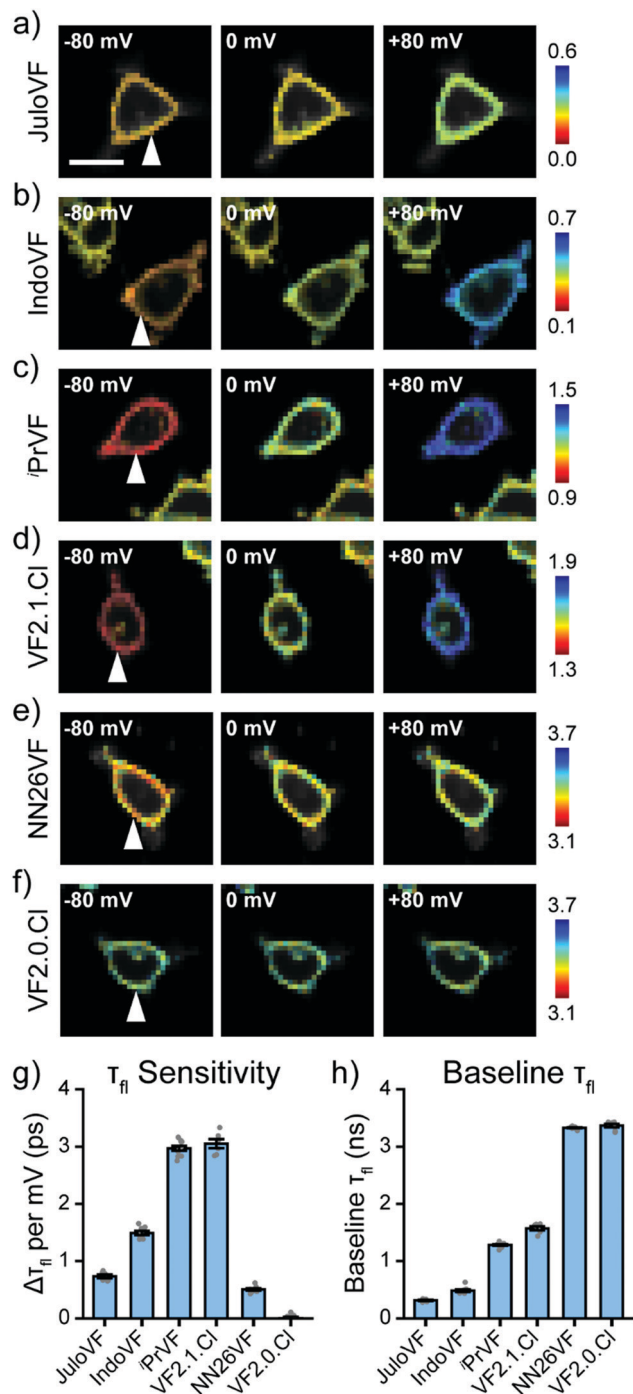 a)
JuloVF
-80 mV
0 mV
+80 mV
0.6
0.0
b)
IndoVF
-80 mV
0 mV
+80 mV
0.7
0.1
c)
iPrVF
-80 mV
0 mV
+80 mV
1.5
0.9
d)
VF2.1.Cl
-80 mV
0 mV
+80 mV
1.9
1.3
e)
NN26VF
-80 mV
0 mV
+80 mV
3.7
3.1
f)
VF2.0.Cl
-80 mV
0 mV
+80 mV
3.7
3.1
g) τfl Sensitivity
Δτfl per mV (ps)
4
3
2
1
0
JuloVF
IndoVF
iPrVF
VF2.1.Cl
NN26VF
VF2.0.Cl
h) Baseline τfl
Baseline τfl (ns)
4
3
2
1
0
JuloVF
IndoVF
iPrVF
VF2.1.Cl
NN26VF
VF2.0.Cl